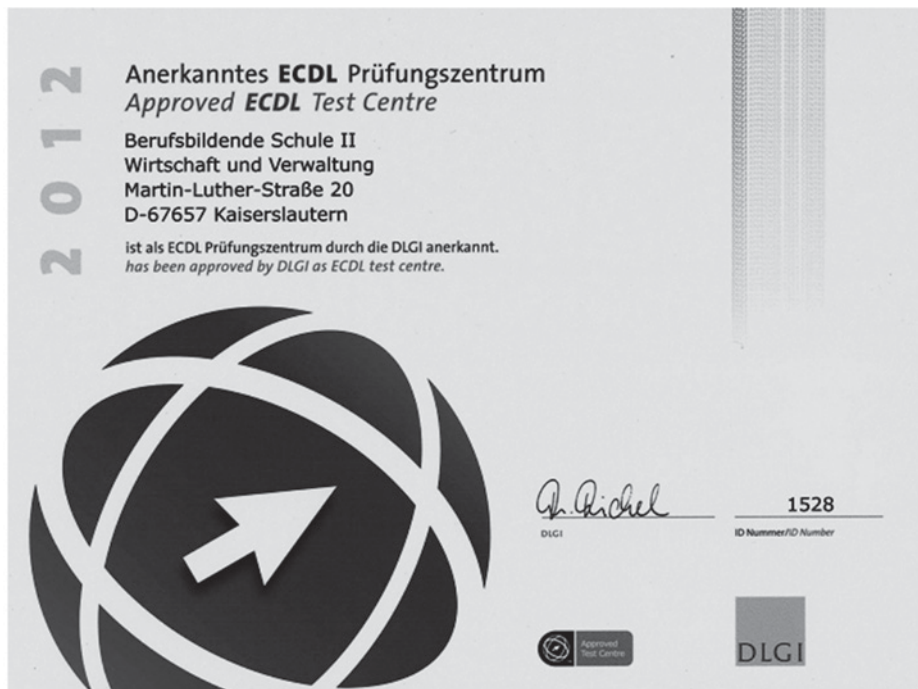 2012
Anerkanntes ECDL Prüfungszentrum
Approved ECDL Test Centre
Berufsbildende Schule II
Wirtschaft und Verwaltung
Martin-Luther-Straße 20
D-67657 Kaiserslautern
ist als ECDL Prüfungszentrum durch die DLGI anerkannt.
has been approved by DLGI as ECDL test centre.
1528
DLGI
ID Nummer/ID Number
Approved
Test Centre
DLGI